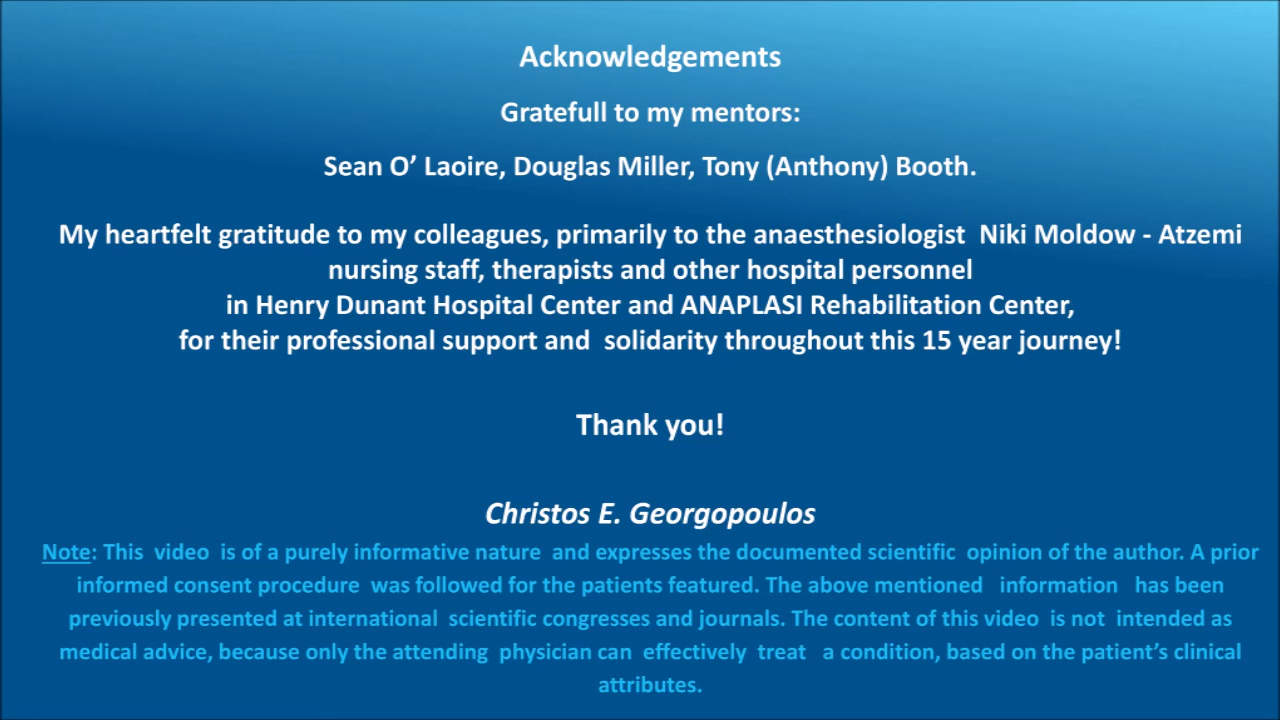 Acknowledgements
Gratefull to my mentors:
Sean O’ Laoire, Douglas Miller, Tony (Anthony) Booth.
My heartfelt gratitude to my colleagues, primarily to the anaesthesiologist Niki Moldow - Atzemi
nursing staff, therapists and other hospital personnel
in Henry Dunant Hospital Center and ANAPLASI Rehabilitation Center,
for their professional support and solidarity throughout this 15 year journey!
Thank you!
Christos E. Georgopoulos
Note: This video is of a purely informative nature and expresses the documented scientific opinion of the author. A prior
informed consent procedure was followed for the patients featured. The above mentioned information has been
previously presented at international scientific congresses and journals. The content of this video is not intended as
medical advice, because only the attending physician can effectively treat a condition, based on the patient’s clinical
attributes.